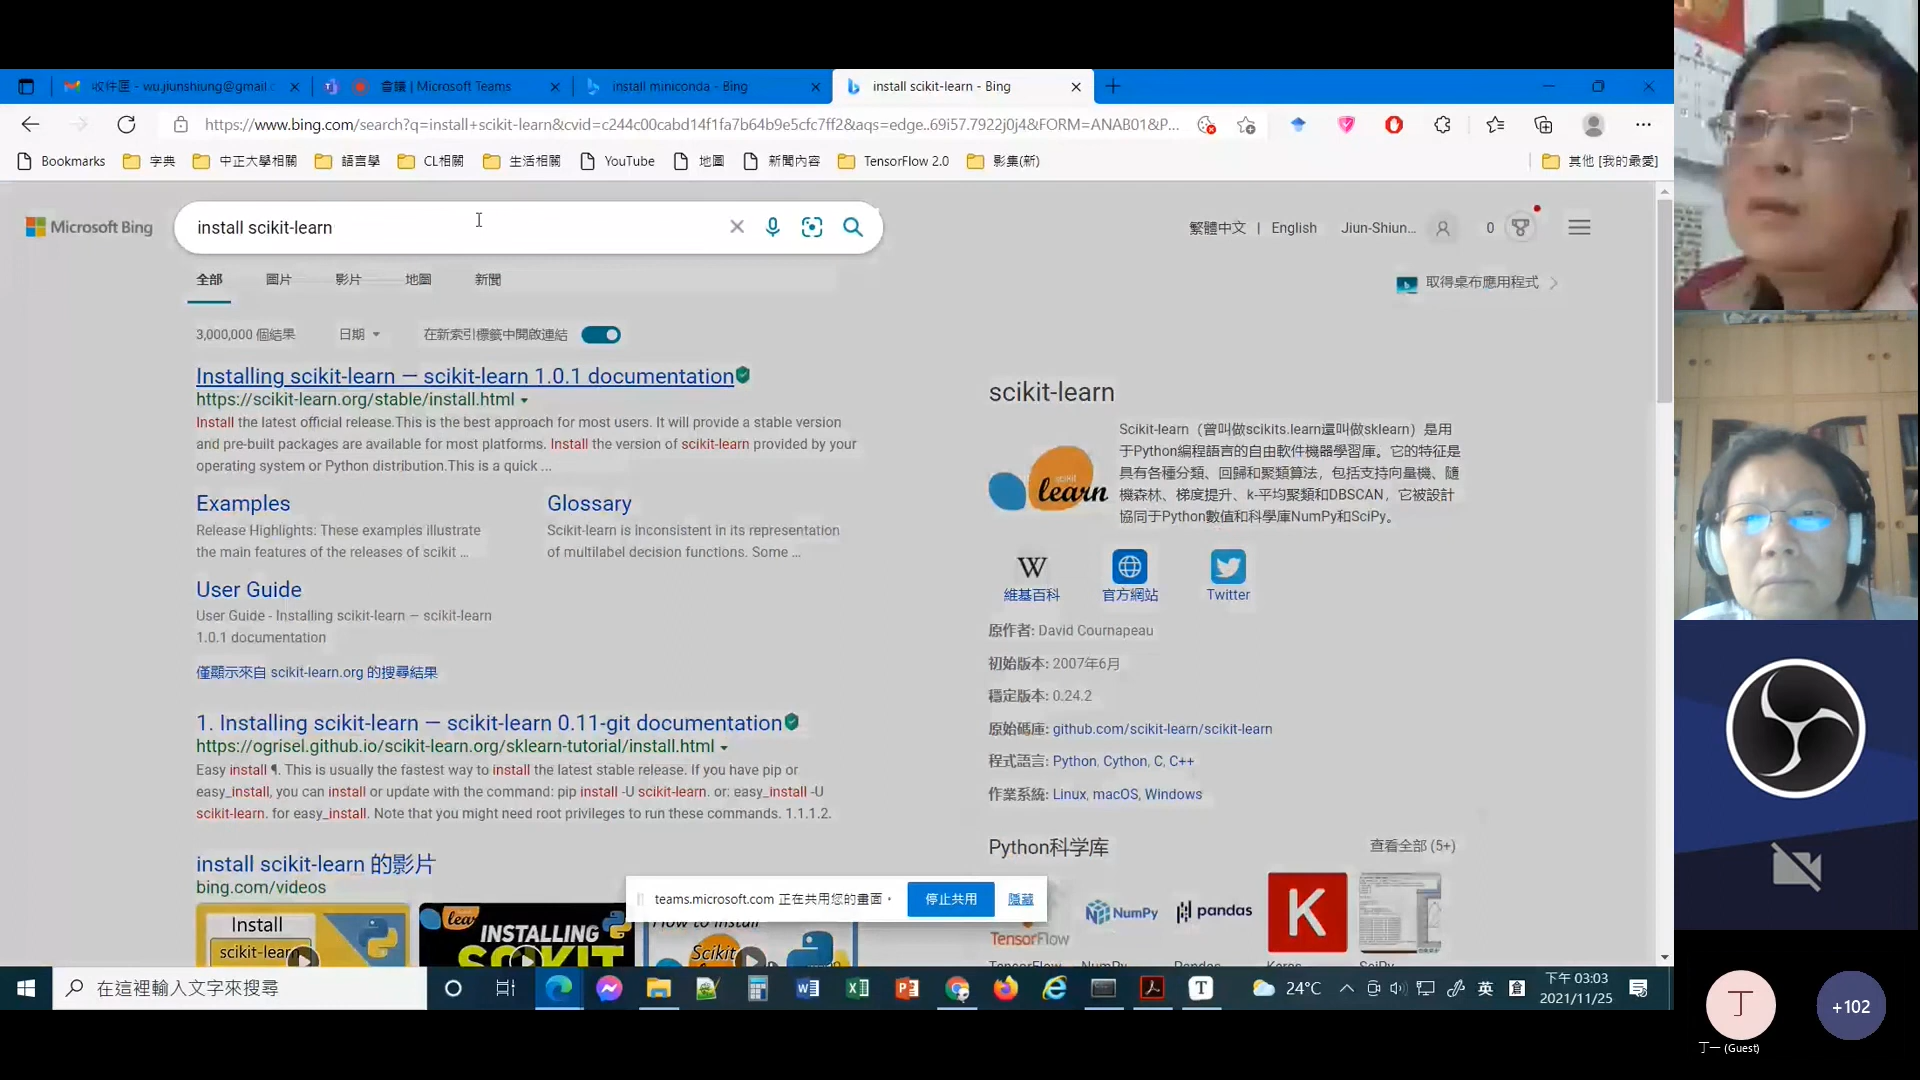 收件匣 - wu.jiunshiung@gmail.c
會議 | Microsoft Teams
install miniconda - Bing
install scikit-learn - Bing
https://www.bing.com/search?q=install+scikit-learn&cvid=c244c00cabd14f1fa7b64b9e5cfc7ff2&aqs=edge..69i57.7922j0j4&FORM=ANAB01&P...
Bookmarks 字典 中正大學相關 語言學 CL相關 生活相關 YouTube 地圖 新聞內容 TensorFlow 2.0 影集(新) 其他 [我的最愛]
Microsoft Bing
install scikit-learn
繁體中文 | English Jiun-Shiun... 0
全部 圖片 影片 地圖 新聞
取得桌布應用程式
3,000,000 個結果 日期 在新索引標籤中開啟連結
Installing scikit-learn — scikit-learn 1.0.1 documentation
https://scikit-learn.org/stable/install.html
Install the latest official release.This is the best approach for most users. It will provide a stable version
and pre-built packages are available for most platforms. Install the version of scikit-learn provided by your
operating system or Python distribution.This is a quick ...
Examples
Release Highlights: These examples illustrate
the main features of the releases of scikit ...
Glossary
Scikit-learn is Inconsistent in its representation
of multilabel decision functions. Some ...
User Guide
User Guide - Installing scikit-learn — scikit-learn
1.0.1 documentation
僅顯示來自 scikit-learn.org 的搜尋結果
1. Installing scikit-learn — scikit-learn 0.11-git documentation
https://ogrisel.github.io/scikit-learn.org/sklearn-tutorial/install.html
Easy install ¶. This is usually the fastest way to install the latest stable release. If you have pip or
easy_install, you can install or update with the command: pip install -U scikit-learn. or: easy_install -U
scikit-learn. for easy_install. Note that you might need root privileges to run these commands. 1.1.1.2.
install scikit-learn 的影片
bing.com/videos
Install
scikit-learn
learn
INSTALLING
SCIKIT
How to install
Scikit
scikit-learn
scikit
learn
Scikit-learn（曾叫做scikits.learn還叫做sklearn）是用
于Python編程語言的自由軟件機器學習庫。它的特征是
具有各種分類、回歸和聚類算法，包括支持向量機、隨
機森林、梯度提升、k-平均聚類和DBSCAN，它被設計
協同于Python數值和科學庫NumPy和SciPy。
W
維基百科 官方網站 Twitter
原作者: David Cournapeau
初始版本: 2007年6月
穩定版本: 0.24.2
原始碼庫: github.com/scikit-learn/scikit-learn
程式語言: Python, Cython, C, C++
作業系統: Linux, macOS, Windows
Python科学库
查看全部 (5+)
TensorFlow
NumPy
pandas
K
TensorFlow NumPy Pandas Keras SciPy
teams.microsoft.com 正在共用您的畫面。 停止共用 隱藏
在這裡輸入文字來搜尋
24°C
英
下午 03:03
2021/11/25
2
丁
+102
丁一 (Guest)